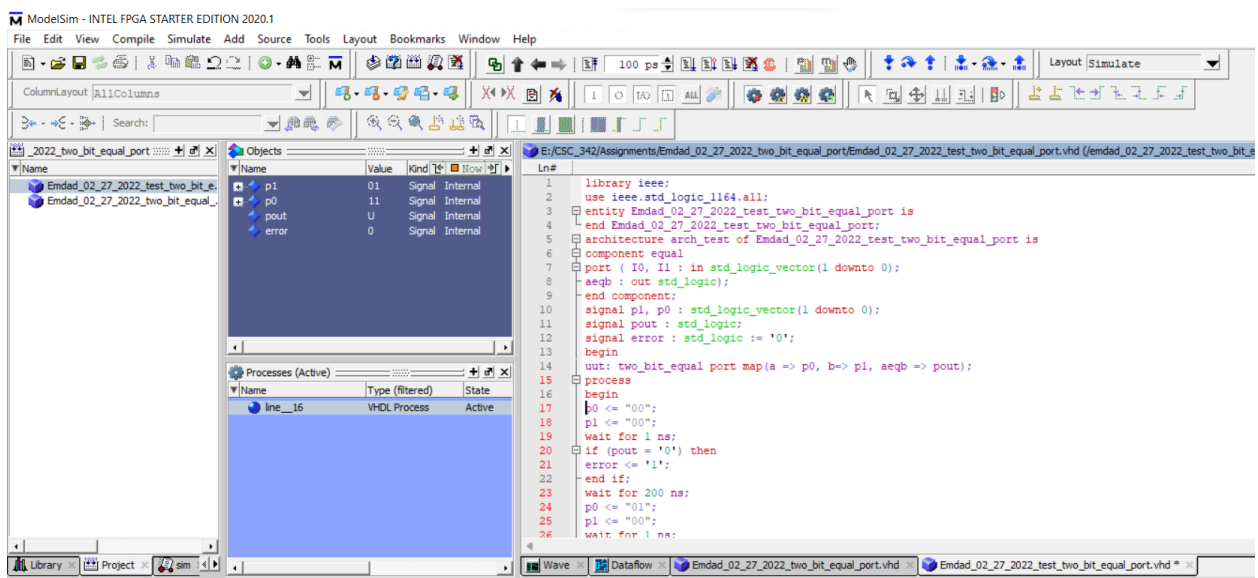 ModelSim - INTEL FPGA STARTER EDITION 2020.1
File Edit View Compile Simulate Add Source Tools Layout Bookmarks Window Help
100 ps
Layout Simulate
ColumnLayout AllColumns
Search:
_2022_two_bit_equal_port
Name
Emdad_02_27_2022_test_two_bit_e.
Emdad_02_27_2022_two_bit_equal_.
Library
Project
sim
Objects
Name Value Kind Now
p1 01 Signal Internal
p0 11 Signal Internal
pout U Signal Internal
error 0 Signal Internal
Processes (Active)
Name Type (filtered) State
line__16 VHDL Process Active
E:/CSC_342/Assignments/Emdad_02_27_2022_two_bit_equal_port/Emdad_02_27_2022_test_two_bit_equal_port.vhd (/emdad_02_27_2022_test_two_bit_e
Ln#
1 library ieee;
2 use ieee.std_logic_1164.all;
3 entity Emdad_02_27_2022_test_two_bit_equal_port is
4 end Emdad_02_27_2022_test_two_bit_equal_port;
5 architecture arch_test of Emdad_02_27_2022_test_two_bit_equal_port is
6 component equal
7 port ( I0, I1 : in std_logic_vector(1 downto 0);
8 aeqb : out std_logic);
9 end component;
10 signal p1, p0 : std_logic_vector(1 downto 0);
11 signal pout : std_logic;
12 signal error : std_logic := '0';
13 begin
14 uut: two_bit_equal port map(a => p0, b=> p1, aeqb => pout);
15 process
16 begin
17 p0 <= "00";
18 p1 <= "00";
19 wait for 1 ns;
20 if (pout = '0') then
21 error <= '1';
22 end if;
23 wait for 200 ns;
24 p0 <= "01";
25 p1 <= "00";
26 wait for 1 ns;
Wave
Dataflow
Emdad_02_27_2022_two_bit_equal_port.vhd
Emdad_02_27_2022_test_two_bit_equal_port.vhd *